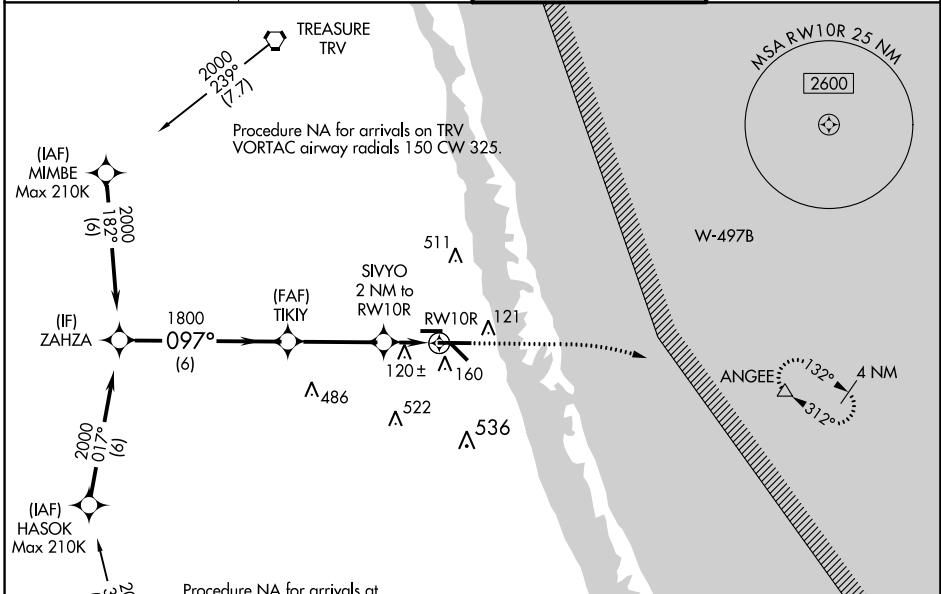 TREASURE
TRV
2000
239°
(7.7)
Procedure NA for arrivals on TRV
VORTAC airway radials 150 CW 325.
MSA RW10R 25 NM
2600
(IAF)
MIMBE
Max 210K
2000
182°
(6)
W-497B
511
SIVYO
2 NM to
RW10R
(FAF)
TIKIY
RW10R
121
(IF)
ZAHZA
1800
097°
(6)
120 ±
160
486
522
536
ANGEE
132°
4 NM
312°
2000
017°
(6)
(IAF)
HASOK
Max 210K
Procedure NA for arrivals at